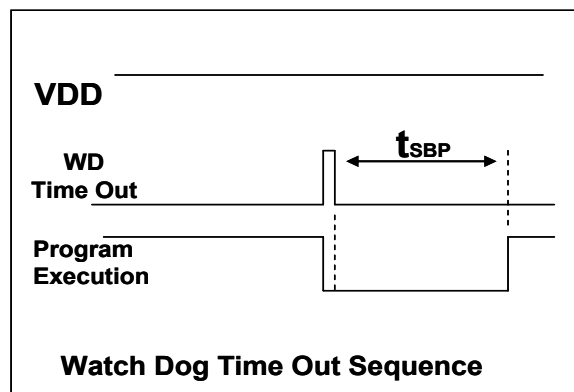 VDD
tSBP
WD
Time Out
Program
Execution
Watch Dog Time Out Sequence